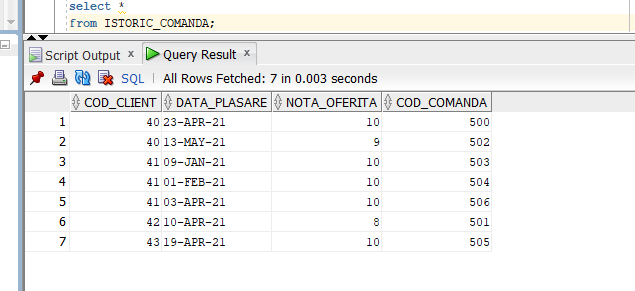 select *
from ISTORIC_COMANDA;
Script Output x Query Result x
SQL | All Rows Fetched: 7 in 0.003 seconds
COD_CLIENT DATA_PLASARE NOTA_OFERITA COD_COMANDA
1 40 23-APR-21 10 500
2 40 13-MAY-21 9 502
3 41 09-JAN-21 10 503
4 41 01-FEB-21 10 504
5 41 03-APR-21 10 506
6 42 10-APR-21 8 501
7 43 19-APR-21 10 505